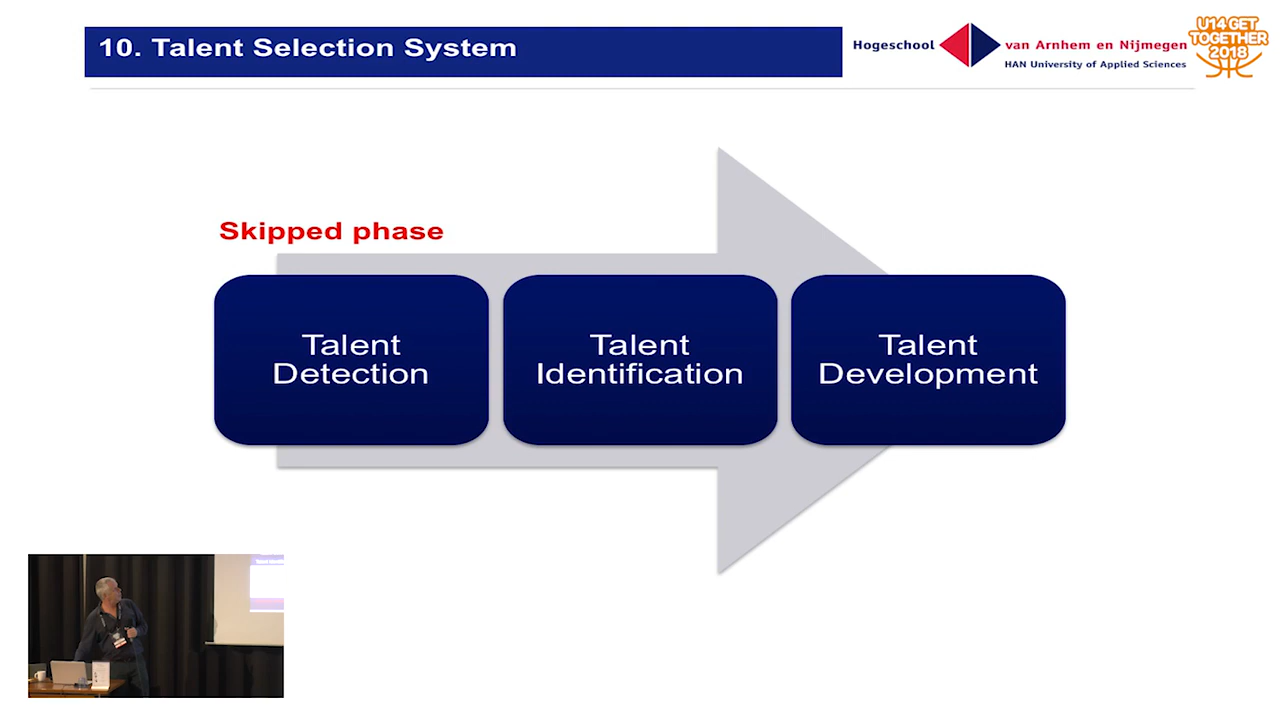 10. Talent Selection System
Hogeschool
van Arnhem en Nijmegen
HAN University of Applied Sciences
U14 GET
TOGETHER
2018
Skipped phase
Talent
Detection
Talent
Identification
Talent
Development